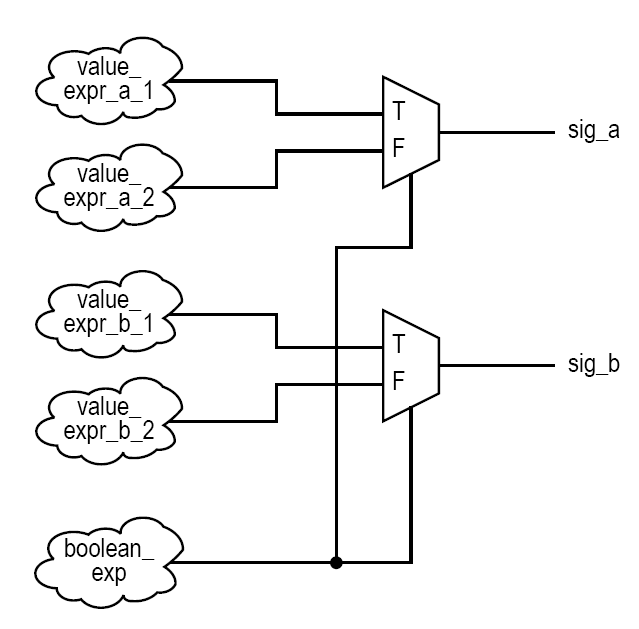 value_
expr_a_1
T
sig_a
F
value_
expr_a_2
value_
expr_b_1
T
sig_b
F
value_
expr_b_2
boolean_
exp